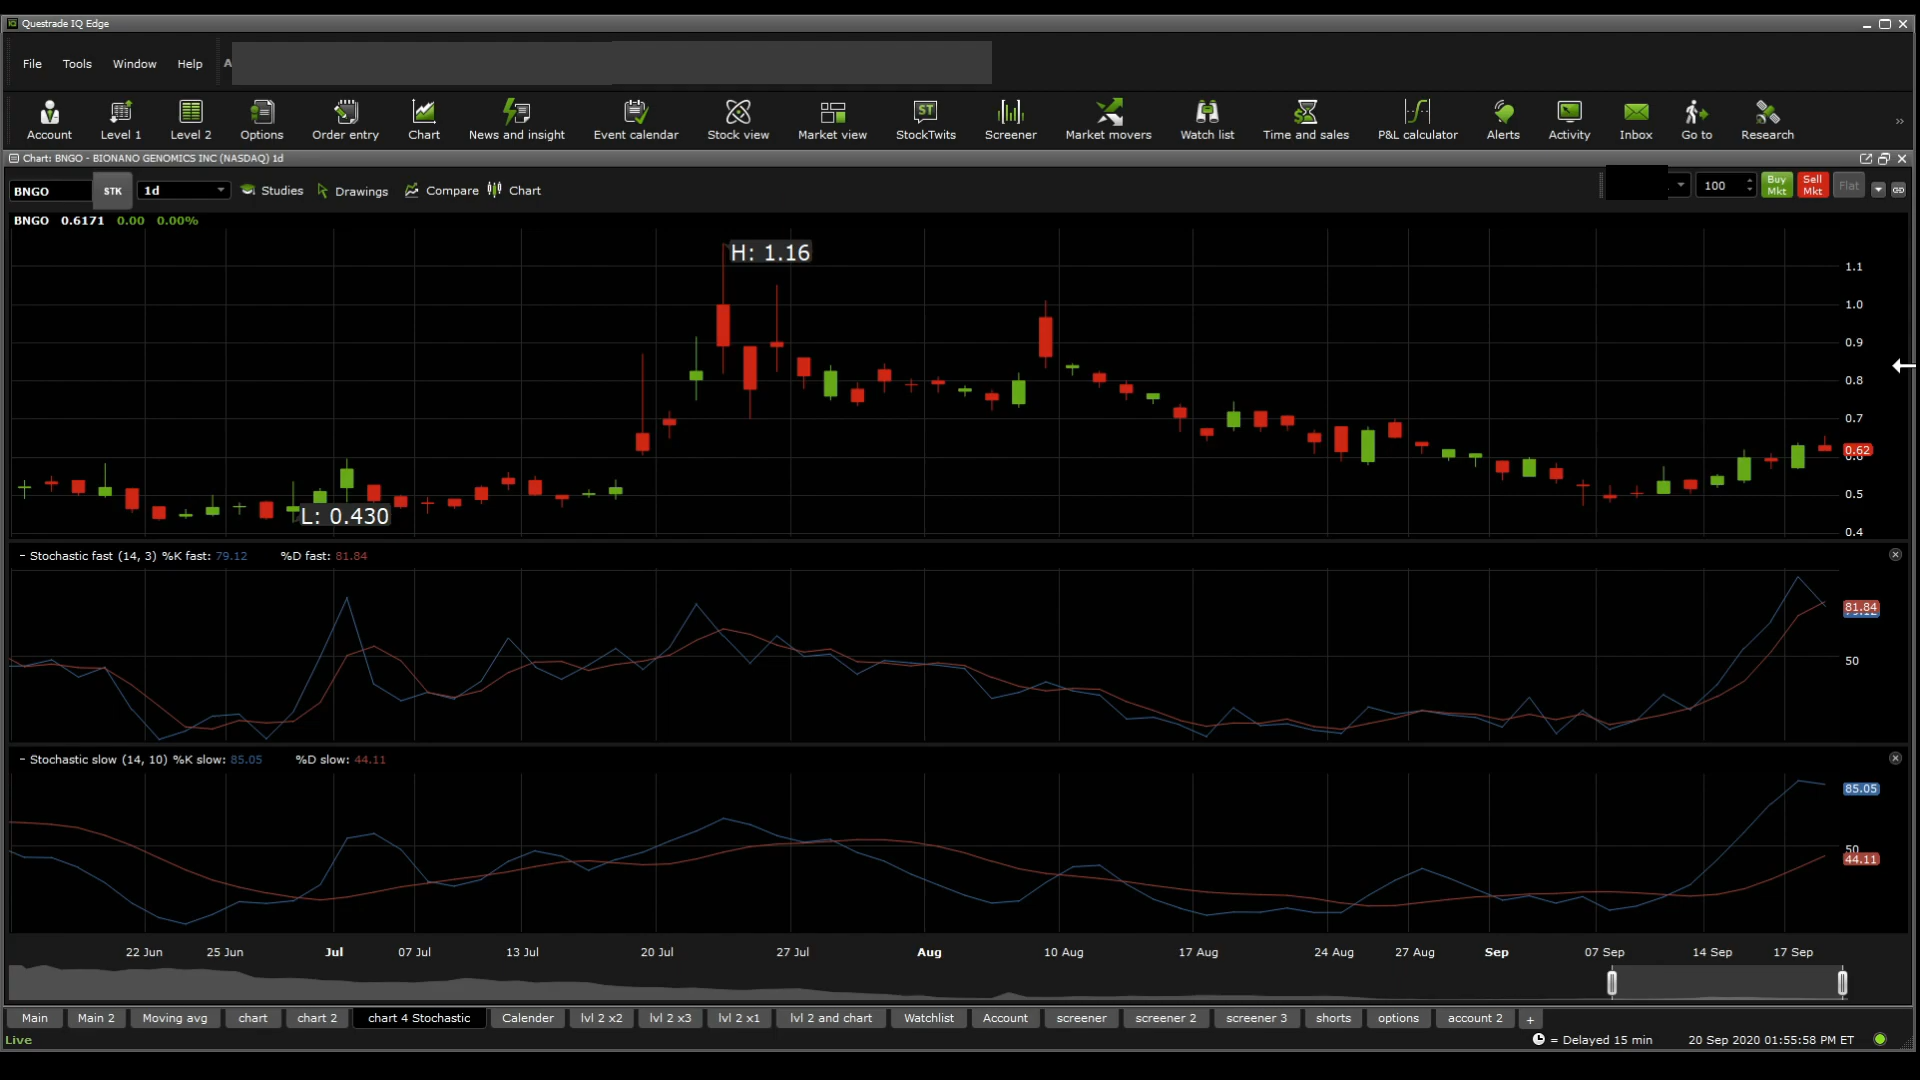 Questrade IQ Edge
File Tools Window Help A
Account Level 1 Level 2 Options Order entry Chart News and insight Event calendar Stock view Market view StockTwits Screener Market movers Watch list Time and sales P&L calculator Alerts Activity Inbox Go to Research »
Chart: BNGO - BIONANO GENOMICS INC (NASDAQ) 1d
BNGO STK 1d Studies Drawings Compare Chart 100 Buy Mkt Sell Mkt Flat
BNGO 0.6171 0.00 0.00%
H: 1.16
1.1
1.0
0.9
0.8
0.7
0.62
0.6
0.5
L: 0.430
0.4
- Stochastic fast (14, 3) %K fast: 79.12 %D fast: 81.84
81.84
79.12
50
- Stochastic slow (14, 10) %K slow: 85.05 %D slow: 44.11
85.05
50
44.11
22 Jun 25 Jun Jul 07 Jul 13 Jul 20 Jul 27 Jul Aug 10 Aug 17 Aug 24 Aug 27 Aug Sep 07 Sep 14 Sep 17 Sep
Main Main 2 Moving avg chart chart 2 chart 4 Stochastic Calender lvl 2 x2 lvl 2 x3 lvl 2 x1 lvl 2 and chart Watchlist Account screener screener 2 screener 3 shorts options account 2 +
Live = Delayed 15 min 20 Sep 2020 01:55:58 PM ET